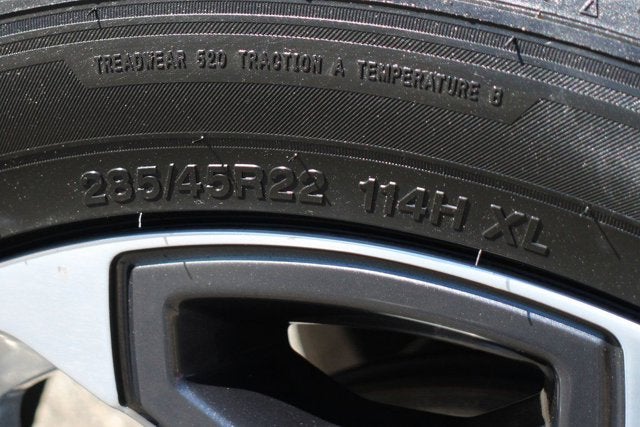 TREADWEAR 520 TRACTION A TEMPERATURE B
285/45R22 114H XL